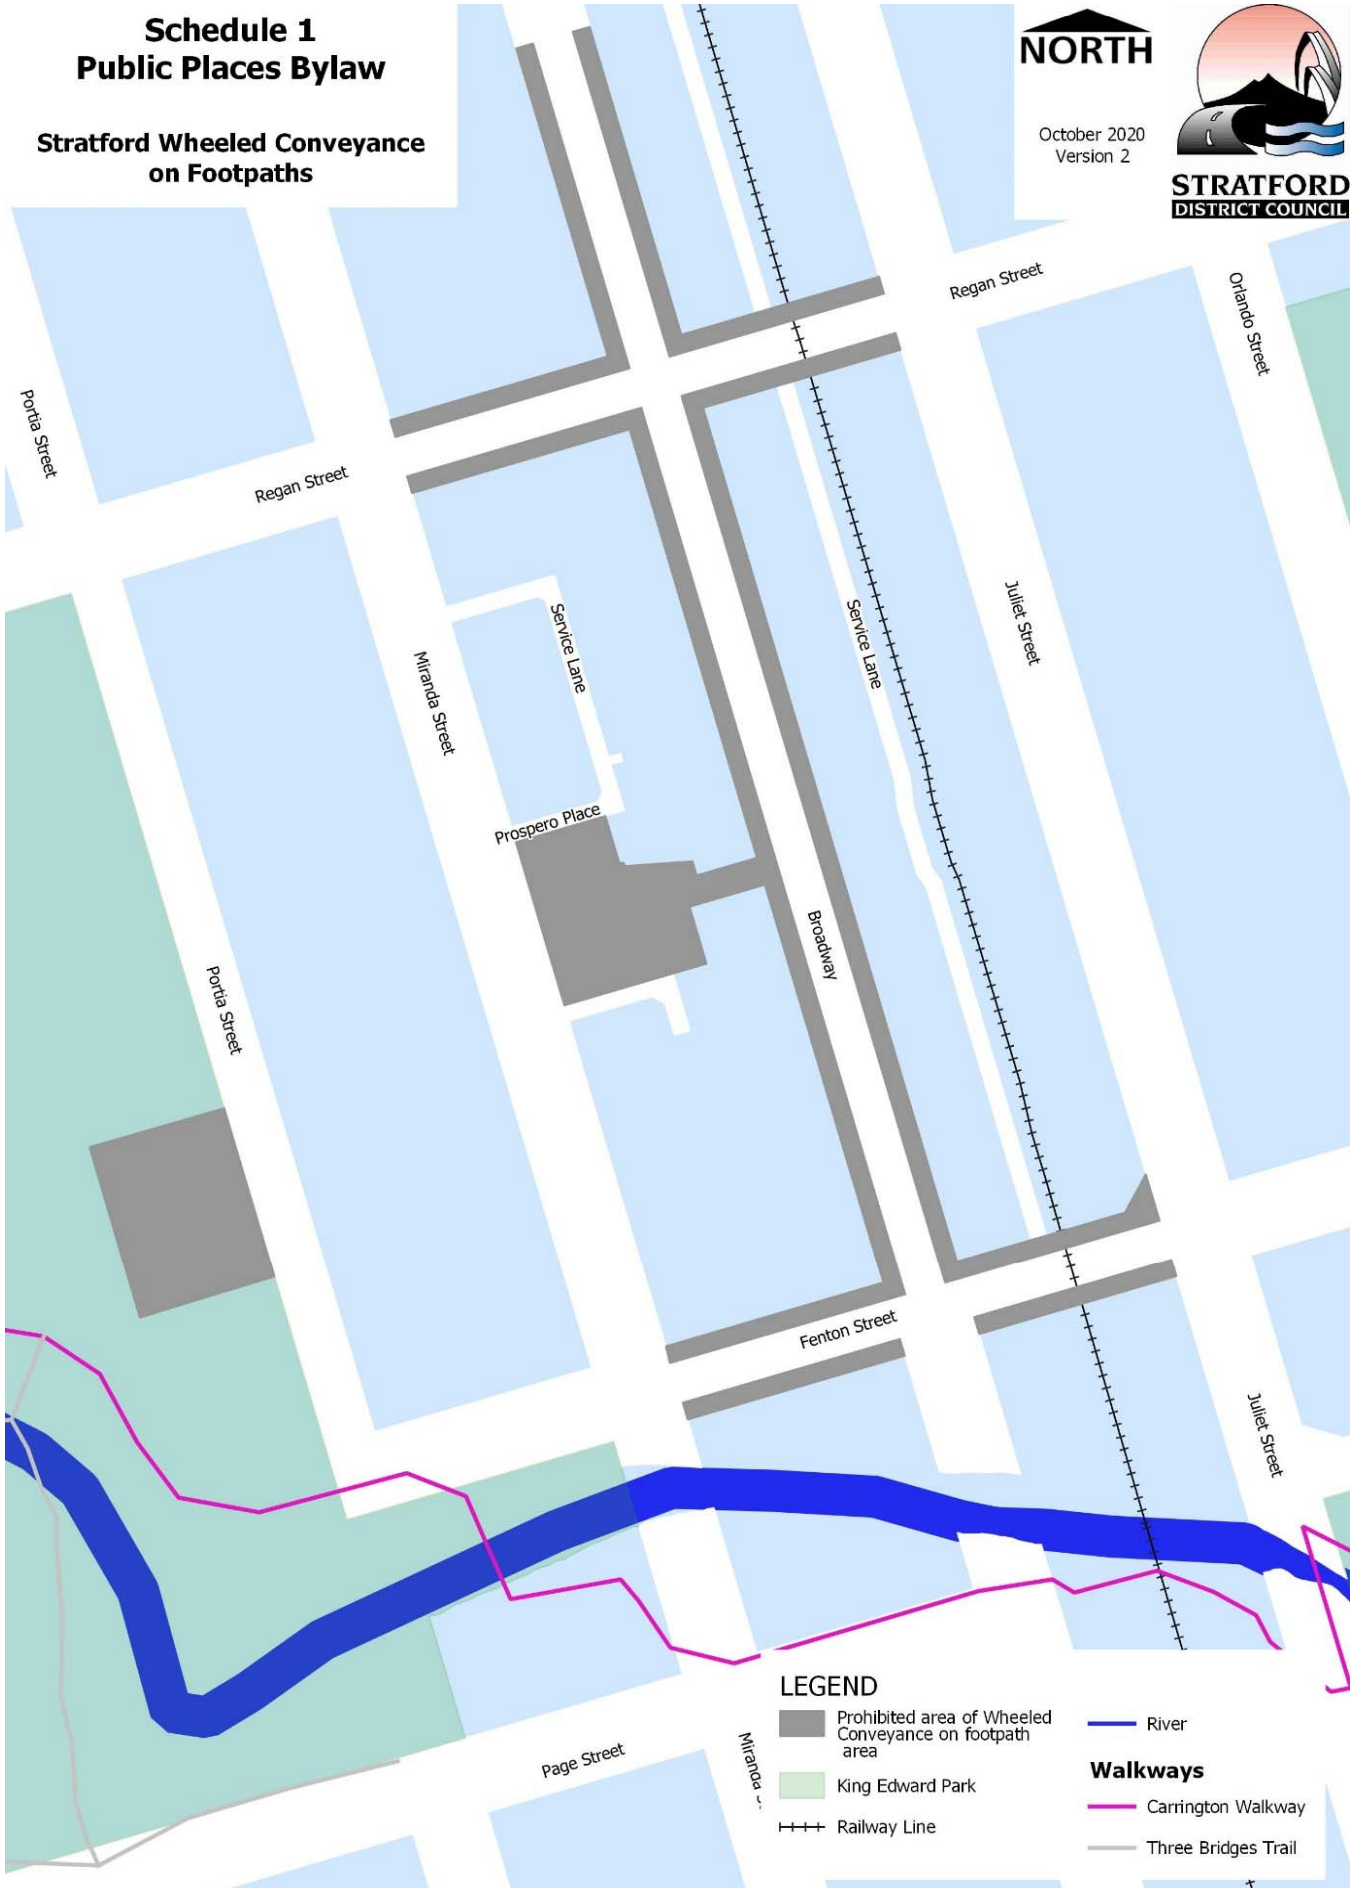 Schedule 1
Public Places Bylaw
Stratford Wheeled Conveyance
on Footpaths
NORTH
October 2020
Version 2
STRATFORD
DISTRICT COUNCIL
Regan Street
Orlando Street
Portia Street
Regan Street
Juliet Street
Service Lane
Service Lane
Miranda Street
Prospero Place
Broadway
Portia Street
Fenton Street
Juliet Street
Page Street
LEGEND
Prohibited area of Wheeled
Conveyance on footpath
area
King Edward Park
Railway Line
River
Walkways
Carrington Walkway
Three Bridges Trail
Miranda